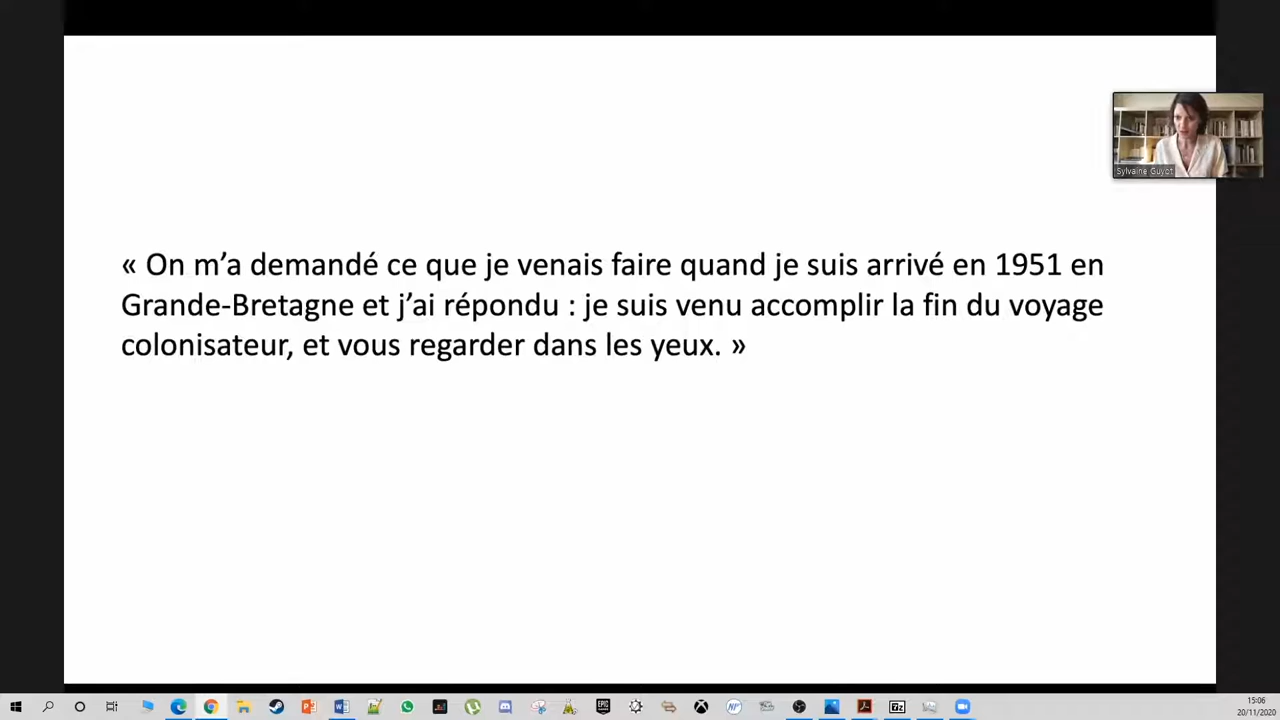 Sylvaine Guyot
« On m’a demandé ce que je venais faire quand je suis arrivé en 1951 en
Grande-Bretagne et j’ai répondu : je suis venu accomplir la fin du voyage
colonisateur, et vous regarder dans les yeux. »
EPIC
15:06
20/11/2020